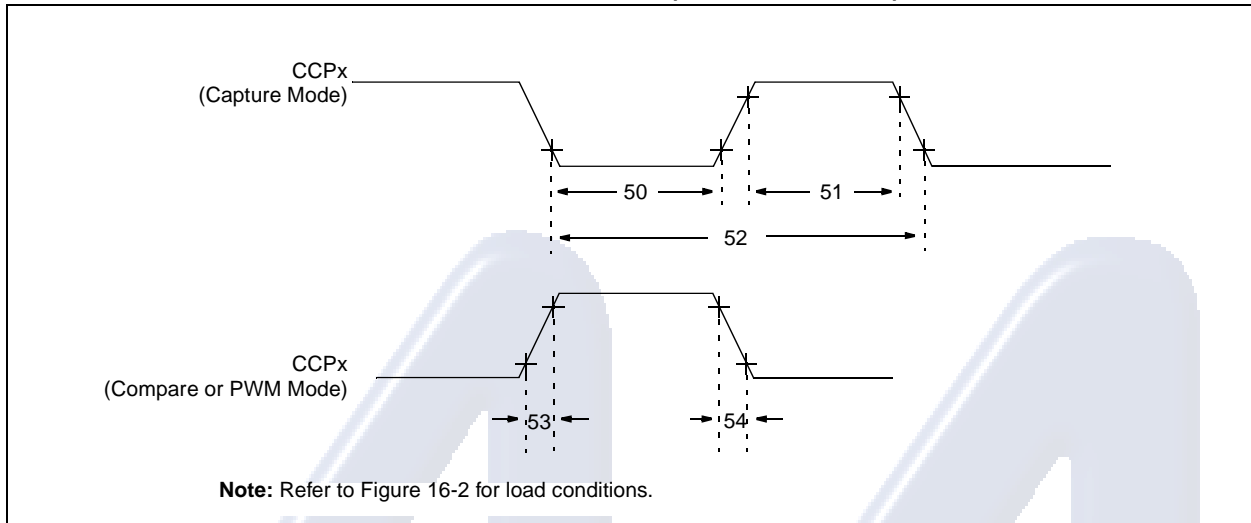 CCPx
(Capture Mode)
50
51
52
CCPx
(Compare or PWM Mode)
53
54
Note: Refer to Figure 16-2 for load conditions.